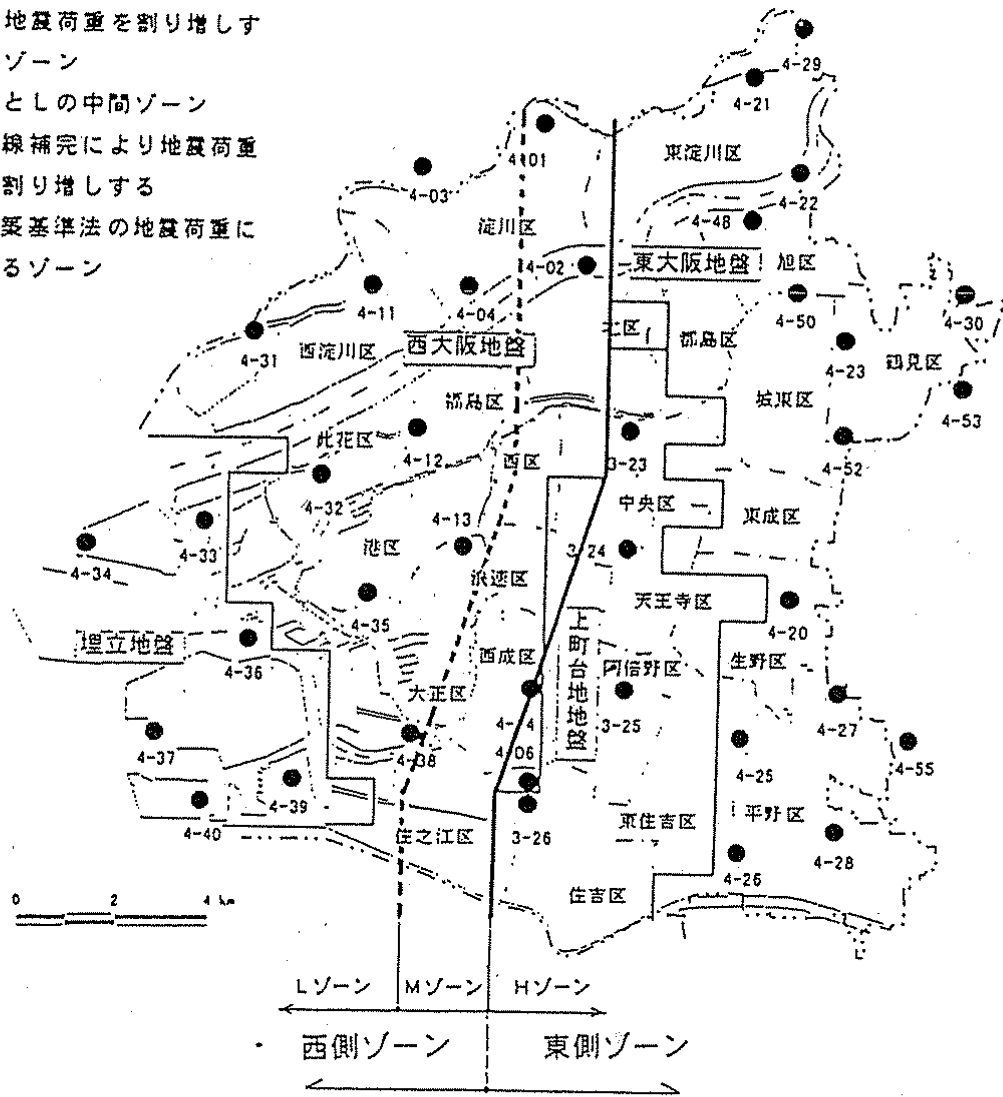 地震荷重を割り増しす
ゾーン
としの中間ゾーン
線補完により地震荷重
割り増しする
築基準法の地震荷重に
るゾーン
4-29
4-21
東淀川区
4-01
4-03
4-22
4-48
淀川区
4-02
東大阪地盤
旭区
4-11
4-04
4-50
4-30
北区
都島区
4-31
西淀川区
西大阪地盤
4-23
鶴見区
都島区
城東区
4-53
此花区
4-12
西区
3-23
4-52
4-32
中央区
東成区
4-13
4-33
港区
3-24
4-34
浪速区
天王寺区
4-35
4-20
埋立地盤
上町台地地盤
4-36
西成区
阿倍野区
生野区
大正区
3-25
4-27
4-37
4-38
4-06
4-25
4-55
4-39
平野区
4-40
住之江区
3-26
東住吉区
4-28
4-26
住吉区
0 2 4 km
Lゾーン Mゾーン Hゾーン
西側ゾーン 東側ゾーン